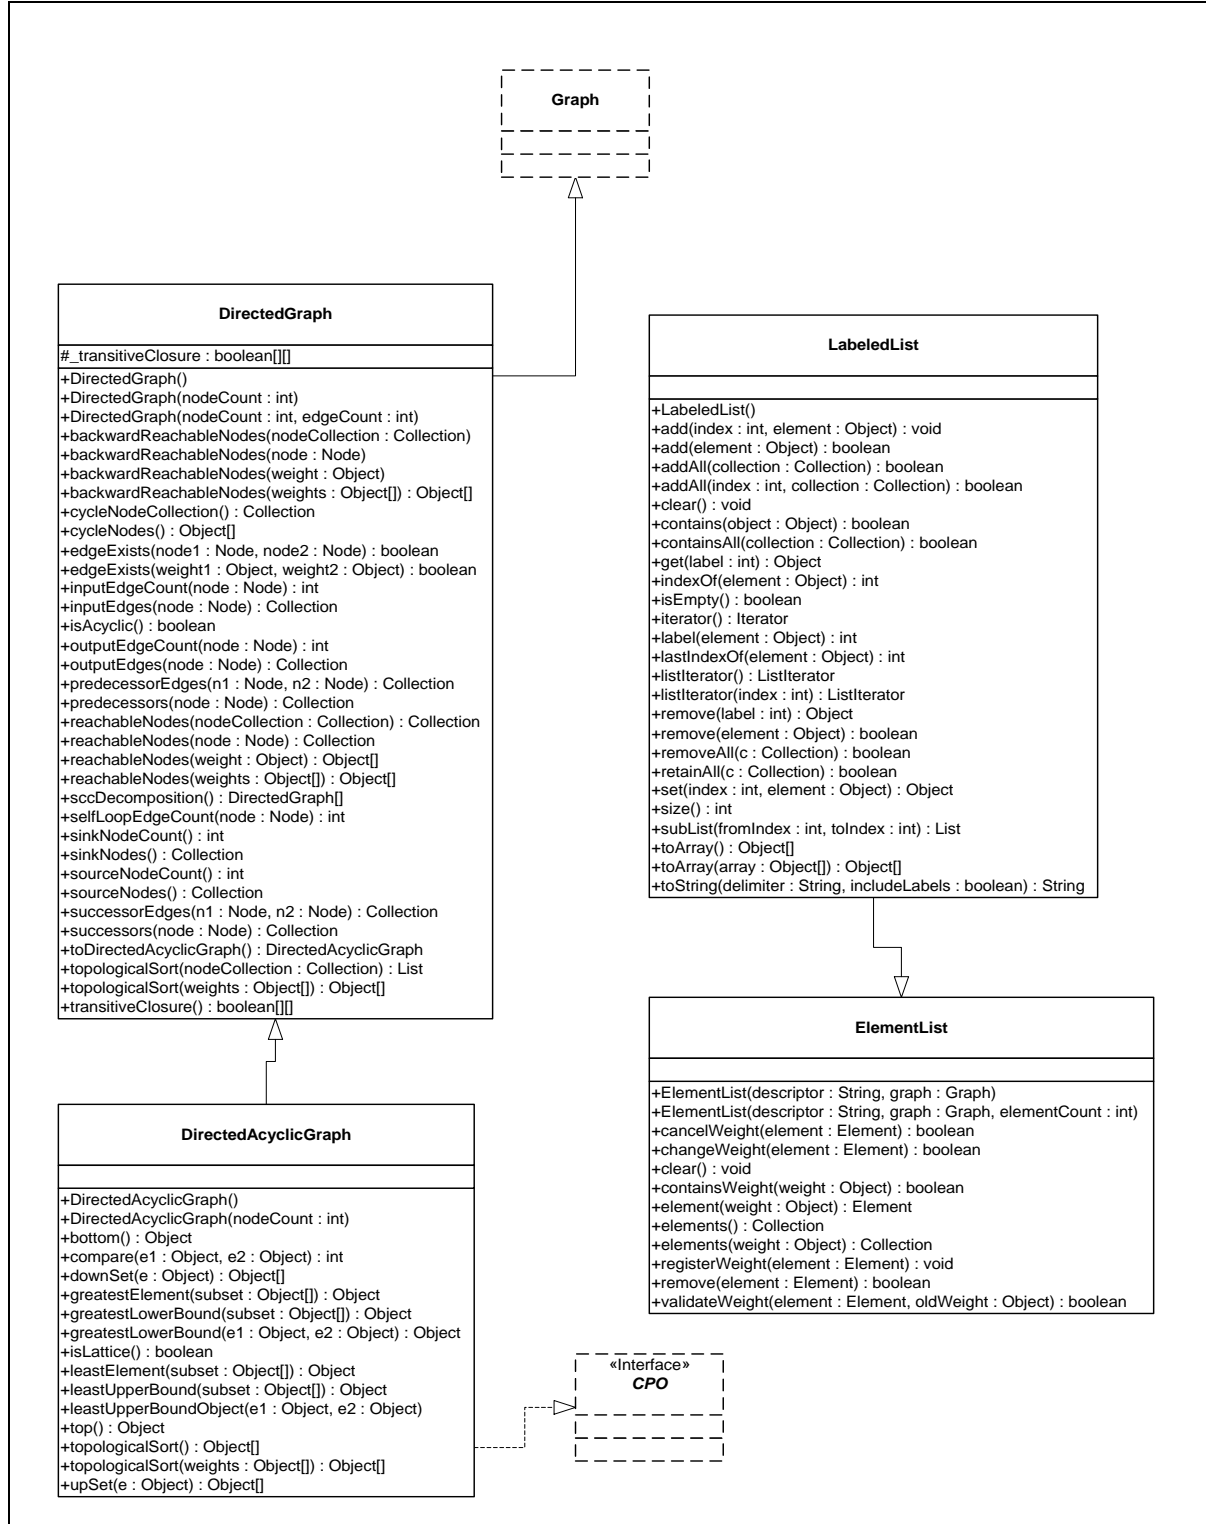 Graph
DirectedGraph
#_transitiveClosure : boolean[][]
+DirectedGraph()
+DirectedGraph(nodeCount : int)
+DirectedGraph(nodeCount : int, edgeCount : int)
+backwardReachableNodes(nodeCollection : Collection)
+backwardReachableNodes(node : Node)
+backwardReachableNodes(weight : Object)
+backwardReachableNodes(weights : Object[]) : Object[]
+cycleNodeCollection() : Collection
+cycleNodes() : Object[]
+edgeExists(node1 : Node, node2 : Node) : boolean
+edgeExists(weight1 : Object, weight2 : Object) : boolean
+inputEdgeCount(node : Node) : int
+inputEdges(node : Node) : Collection
+isAcyclic() : boolean
+outputEdgeCount(node : Node) : int
+outputEdges(node : Node) : Collection
+predecessorEdges(n1 : Node, n2 : Node) : Collection
+predecessors(node : Node) : Collection
+reachableNodes(nodeCollection : Collection) : Collection
+reachableNodes(node : Node) : Collection
+reachableNodes(weight : Object) : Object[]
+reachableNodes(weights : Object[]) : Object[]
+sccDecomposition() : DirectedGraph[]
+selfLoopEdgeCount(node : Node) : int
+sinkNodeCount() : int
+sinkNodes() : Collection
+sourceNodeCount() : int
+sourceNodes() : Collection
+successorEdges(n1 : Node, n2 : Node) : Collection
+successors(node : Node) : Collection
+toDirectedAcyclicGraph() : DirectedAcyclicGraph
+topologicalSort(nodeCollection : Collection) : List
+topologicalSort(weights : Object[]) : Object[]
+transitiveClosure() : boolean[][]
LabeledList
+LabeledList()
+add(index : int, element : Object) : void
+add(element : Object) : boolean
+addAll(collection : Collection) : boolean
+addAll(index : int, collection : Collection) : boolean
+clear() : void
+contains(object : Object) : boolean
+containsAll(collection : Collection) : boolean
+get(label : int) : Object
+indexOf(element : Object) : int
+isEmpty() : boolean
+iterator() : Iterator
+label(element : Object) : int
+lastIndexOf(element : Object) : int
+listIterator() : ListIterator
+listIterator(index : int) : ListIterator
+remove(label : int) : Object
+remove(element : Object) : boolean
+removeAll(c : Collection) : boolean
+retainAll(c : Collection) : boolean
+set(index : int, element : Object) : Object
+size() : int
+subList(fromIndex : int, toIndex : int) : List
+toArray() : Object[]
+toArray(array : Object[]) : Object[]
+toString(delimiter : String, includeLabels : boolean) : String
ElementList
+ElementList(descriptor : String, graph : Graph)
+ElementList(descriptor : String, graph : Graph, elementCount : int)
+cancelWeight(element : Element) : boolean
+changeWeight(element : Element) : boolean
+clear() : void
+containsWeight(weight : Object) : boolean
+element(weight : Object) : Element
+elements() : Collection
+elements(weight : Object) : Collection
+registerWeight(element : Element) : void
+remove(element : Element) : boolean
+validateWeight(element : Element, oldWeight : Object) : boolean
DirectedAcyclicGraph
+DirectedAcyclicGraph()
+DirectedAcyclicGraph(nodeCount : int)
+bottom() : Object
+compare(e1 : Object, e2 : Object) : int
+downSet(e : Object) : Object[]
+greatestElement(subset : Object[]) : Object
+greatestLowerBound(subset : Object[]) : Object
+greatestLowerBound(e1 : Object, e2 : Object) : Object
+isLattice() : boolean
+leastElement(subset : Object[]) : Object
+leastUpperBound(subset : Object[]) : Object
+leastUpperBoundObject(e1 : Object, e2 : Object)
+top() : Object
+topologicalSort() : Object[]
+topologicalSort(weights : Object[]) : Object[]
+upSet(e : Object) : Object[]
«Interface»
CPO